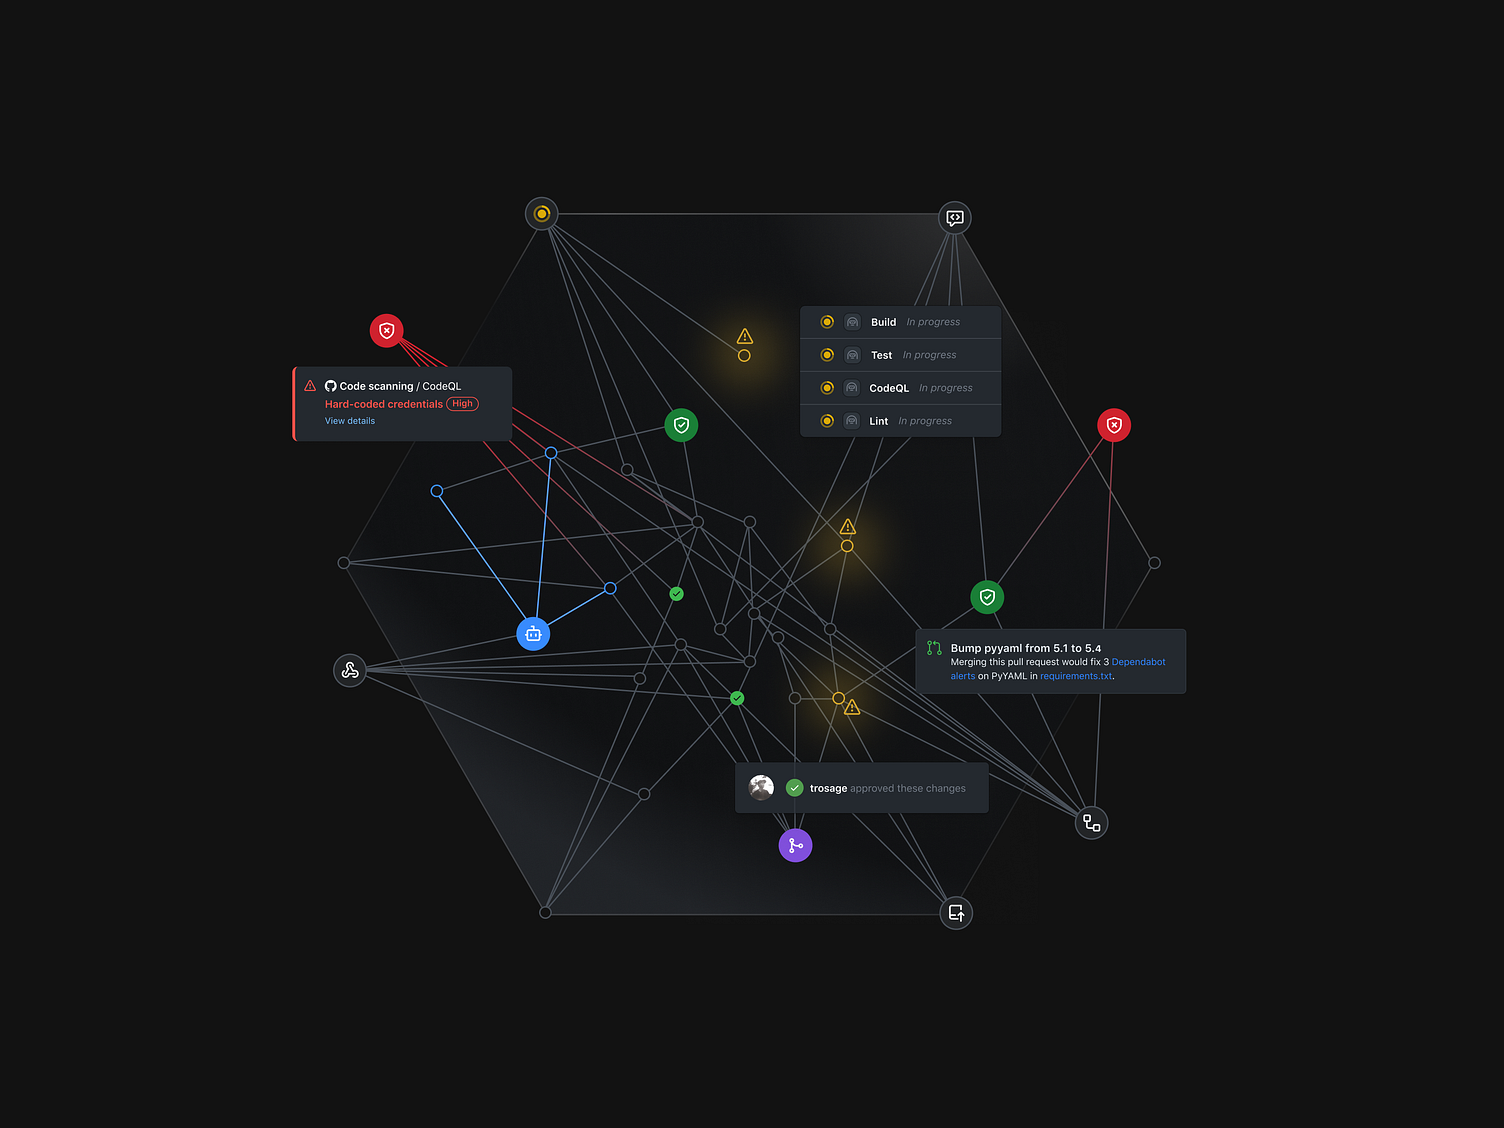 Build In progress
Test In progress
CodeQL In progress
Lint In progress
Code scanning / CodeQL
Hard-coded credentials High
View details
Bump pyyaml from 5.1 to 5.4
Merging this pull request would fix 3 Dependabot
alerts on PyYAML in requirements.txt.
trosage approved these changes